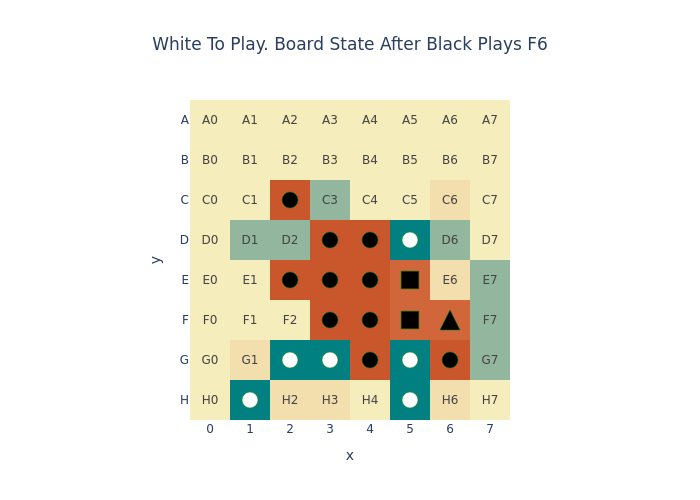 White To Play. Board State After Black Plays F6
A A0 A1 A2 A3 A4 A5 A6 A7
B B0 B1 B2 B3 B4 B5 B6 B7
C C0 C1 C3 C4 C5 C6 C7
D D0 D1 D2 D6 D7
E E0 E1 E6 E7
F F0 F1 F2 F7
G G0 G1 G7
H H0 H2 H3 H4 H6 H7
0 1 2 3 4 5 6 7
x
y